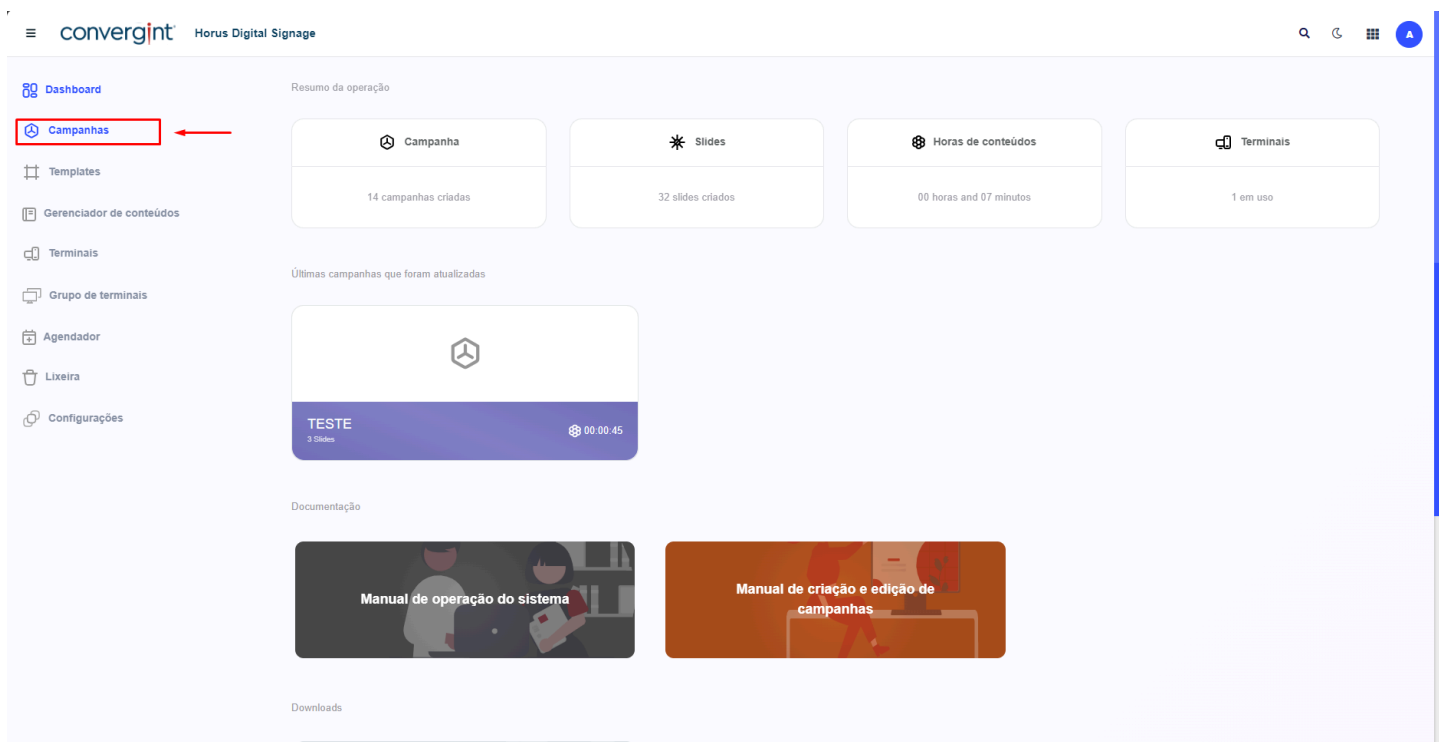 convergint Horus Digital Signage
A
Dashboard
Campanhas
Templates
Gerenciador de conteúdos
Terminais
Grupo de terminais
Agendador
Lixeira
Configurações
Resumo da operação
Campanha
14 campanhas criadas
Slides
32 slides criados
Horas de conteúdos
00 horas and 07 minutos
Terminais
1 em uso
Últimas campanhas que foram atualizadas
TESTE
3 Slides
00:00:45
Documentação
Manual de operação do sistema
Manual de criação e edição de
campanhas
Downloads